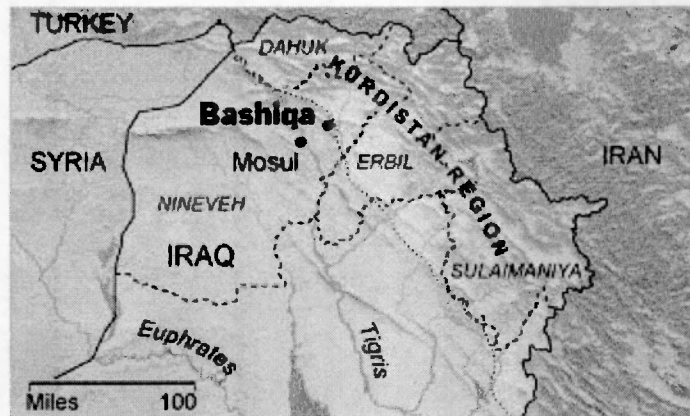 TURKEY
DAHUK
KURDISTAN REGION
Bashiqa
SYRIA
Mosul
ERBIL
IRAN
NINEVEH
IRAQ
SULAIMANIYA
Euphrates
Tigris
Miles 100